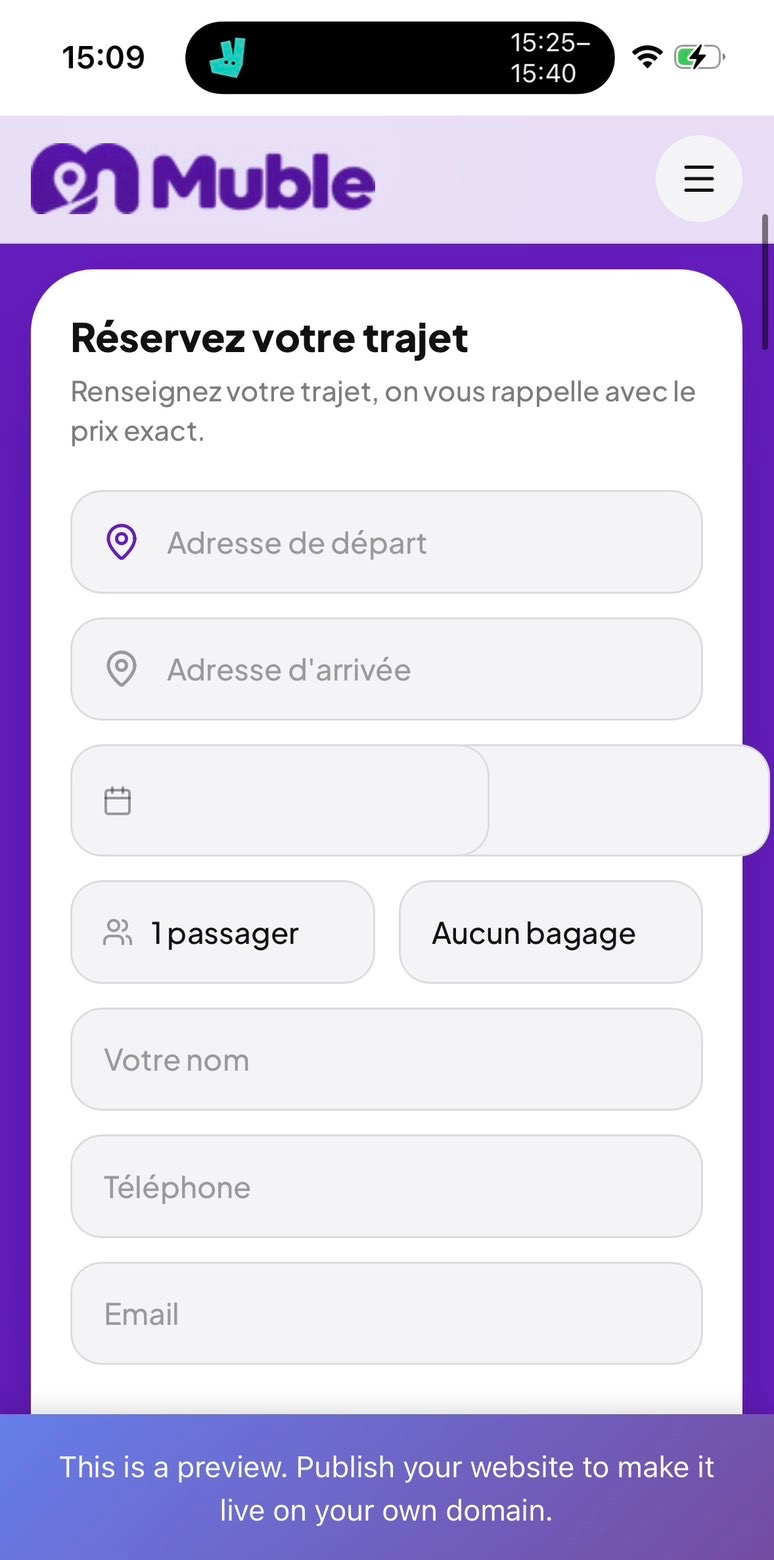 15:09
15:25–
15:40
Muble
Réservez votre trajet
Renseignez votre trajet, on vous rappelle avec le
prix exact.
Adresse de départ
Adresse d'arrivée
1 passager
Aucun bagage
Votre nom
Téléphone
Email
This is a preview. Publish your website to make it
live on your own domain.